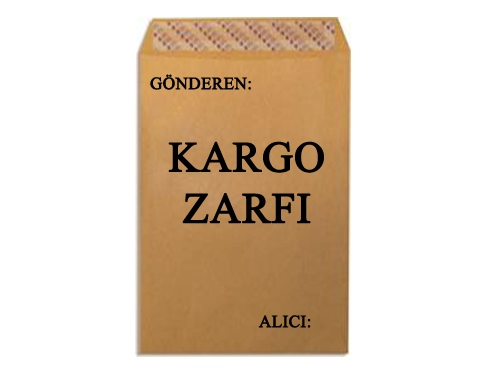 GÖNDEREN:
KARGO
ZARFI
ALICI: